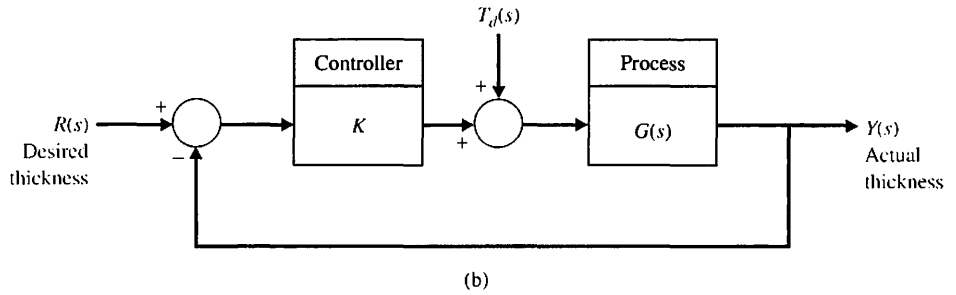 T_d(s)
Controller
Process
+
+
R(s)
K
G(s)
Y(s)
−
+
Desired
thickness
Actual
thickness
(b)